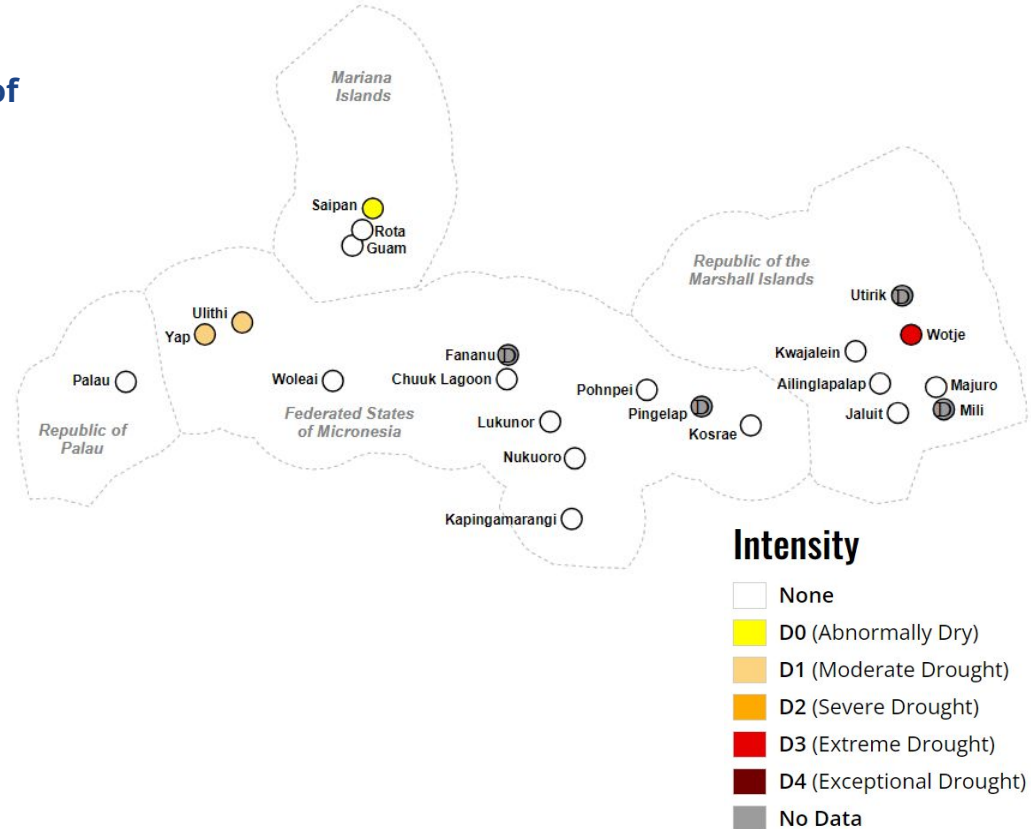 of
Mariana
Islands
Saipan
Rota
Guam
Republic of the
Marshall Islands
Utirik
D
Wotje
Ulithi
Yap
Fananu
D
Kwajalein
Palau
Woleai
Chuuk Lagoon
Pohnpei
Ailinglapalap
Majuro
Federated States
of Micronesia
Pingelap
D
Jaluit
D
Mili
Republic of
Palau
Lukunor
Kosrae
Nukuoro
Kapingamarangi
Intensity
None
D0 (Abnormally Dry)
D1 (Moderate Drought)
D2 (Severe Drought)
D3 (Extreme Drought)
D4 (Exceptional Drought)
No Data